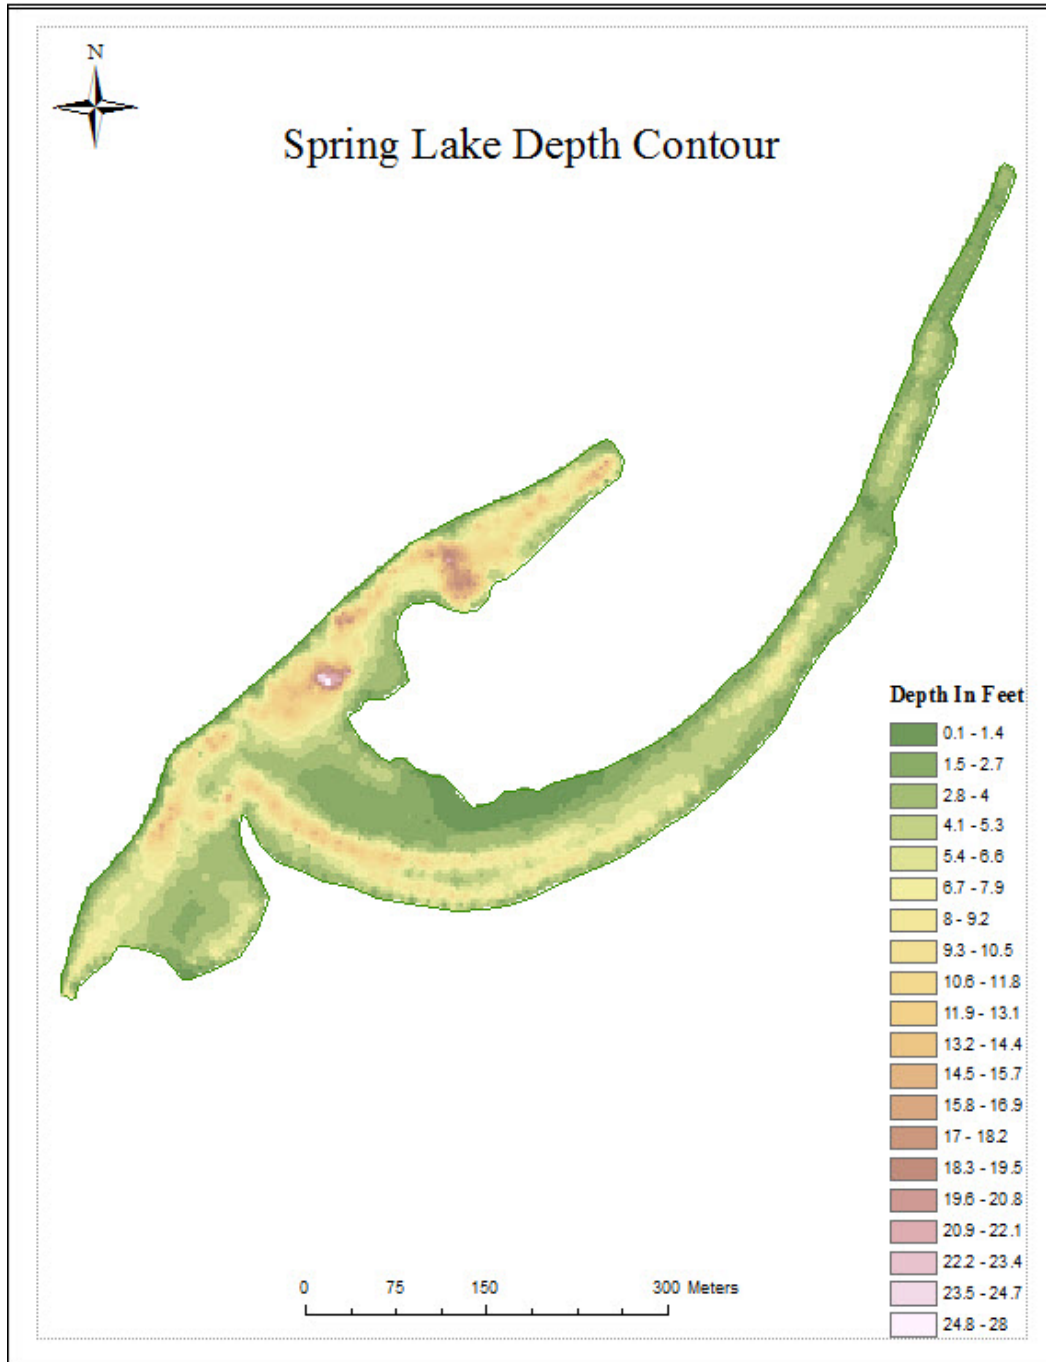 N
Spring Lake Depth Contour
Depth In Feet
0.1 - 1.4
1.5 - 2.7
2.8 - 4
4.1 - 5.3
5.4 - 6.6
6.7 - 7.9
8 - 9.2
9.3 - 10.5
10.6 - 11.8
11.9 - 13.1
13.2 - 14.4
14.5 - 15.7
15.8 - 16.9
17 - 18.2
18.3 - 19.5
19.6 - 20.8
20.9 - 22.1
22.2 - 23.4
23.5 - 24.7
24.8 - 28
0 75 150 300 Meters